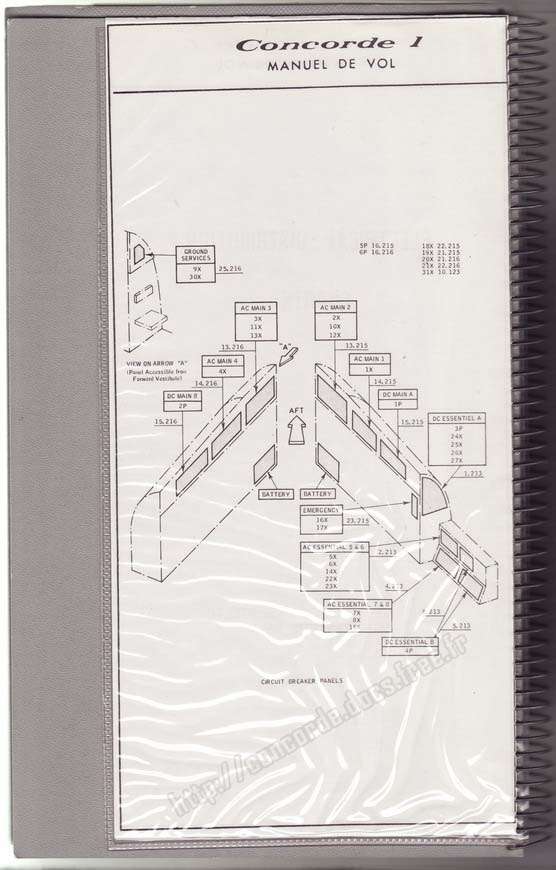 Concorde 1
MANUEL DE VOL
5P 16,215
6P 16,216
18X 22,215
19X 21,215
20X 21,216
21X 22,216
31X 10,123
GROUND
SERVICES
9X
30X
25,216
VIEW ON ARROW "A"
(Panel Accessible from
Forward Vestibule)
AC MAIN 3
3X
11X
13X
13,216
AC MAIN 2
2X
10X
12X
13,215
"A"
AC MAIN 4
4X
14,216
AC MAIN 1
1X
14,215
DC MAIN B
2P
15,216
DC MAIN A
1P
15,215
AFT
DC ESSENTIEL A
3P
24X
25X
26X
27X
1,213
BATTERY
BATTERY
EMERGENCY
16X
17X
23,215
AC ESSENTIAL 5 & 6
5X
6X
14X
22X
23X
2,213
AC ESSENTIAL 7 & 8
7X
8X
5,213
DC ESSENTIAL B
4P
CIRCUIT BREAKER PANELS
http://concorde.docs.free.fr